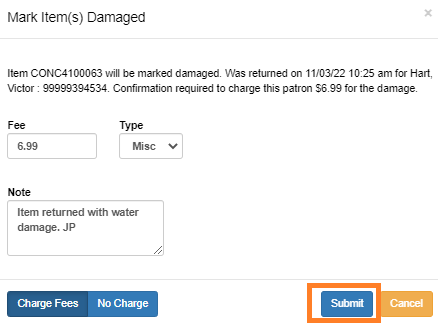 Mark Item(s) Damaged
×
Item CONC4100063 will be marked damaged. Was returned on 11/03/22 10:25 am for Hart,
Victor : 99999394534. Confirmation required to charge this patron $6.99 for the damage.
Fee Type
6.99 Misc
Note
Item returned with water
damage. JP
Charge Fees No Charge Submit Cancel